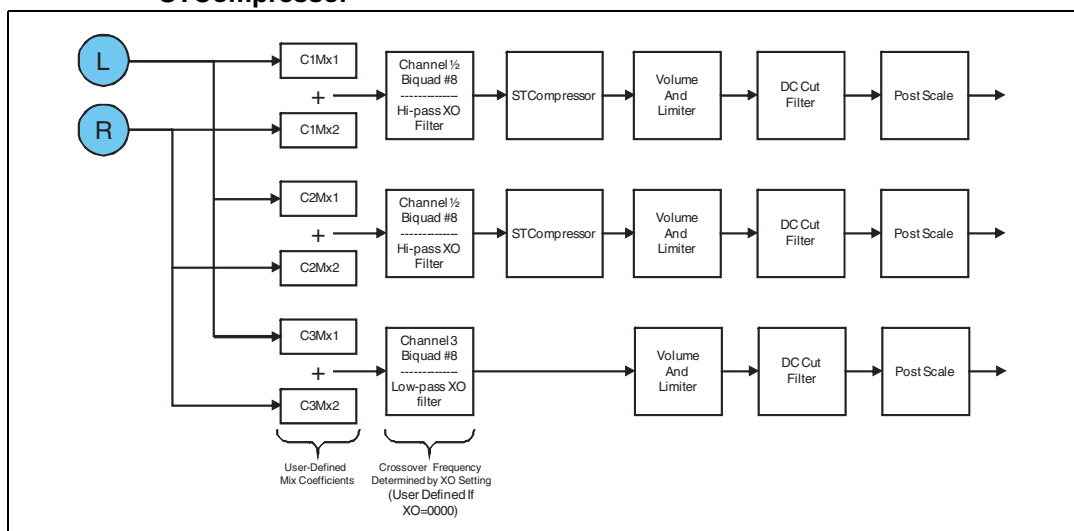 STCompressor
L
R
C1Mx1
+
C1Mx2
Channel ½
Biquad #8
--------------
Hi-pass XO
Filter
STCompressor
Volume
And
Limiter
DC Cut
Filter
Post Scale
C2Mx1
+
C2Mx2
Channel ½
Biquad #8
--------------
Hi-pass XO
Filter
STCompressor
Volume
And
Limiter
DC Cut
Filter
Post Scale
C3Mx1
+
C3Mx2
Channel 3
Biquad #8
--------------
Low-pass XO
filter
Volume
And
Limiter
DC Cut
Filter
Post Scale
User-Defined
Mix Coefficients
Crossover Frequency
Determined by XO Setting
(User Defined If
XO=0000)